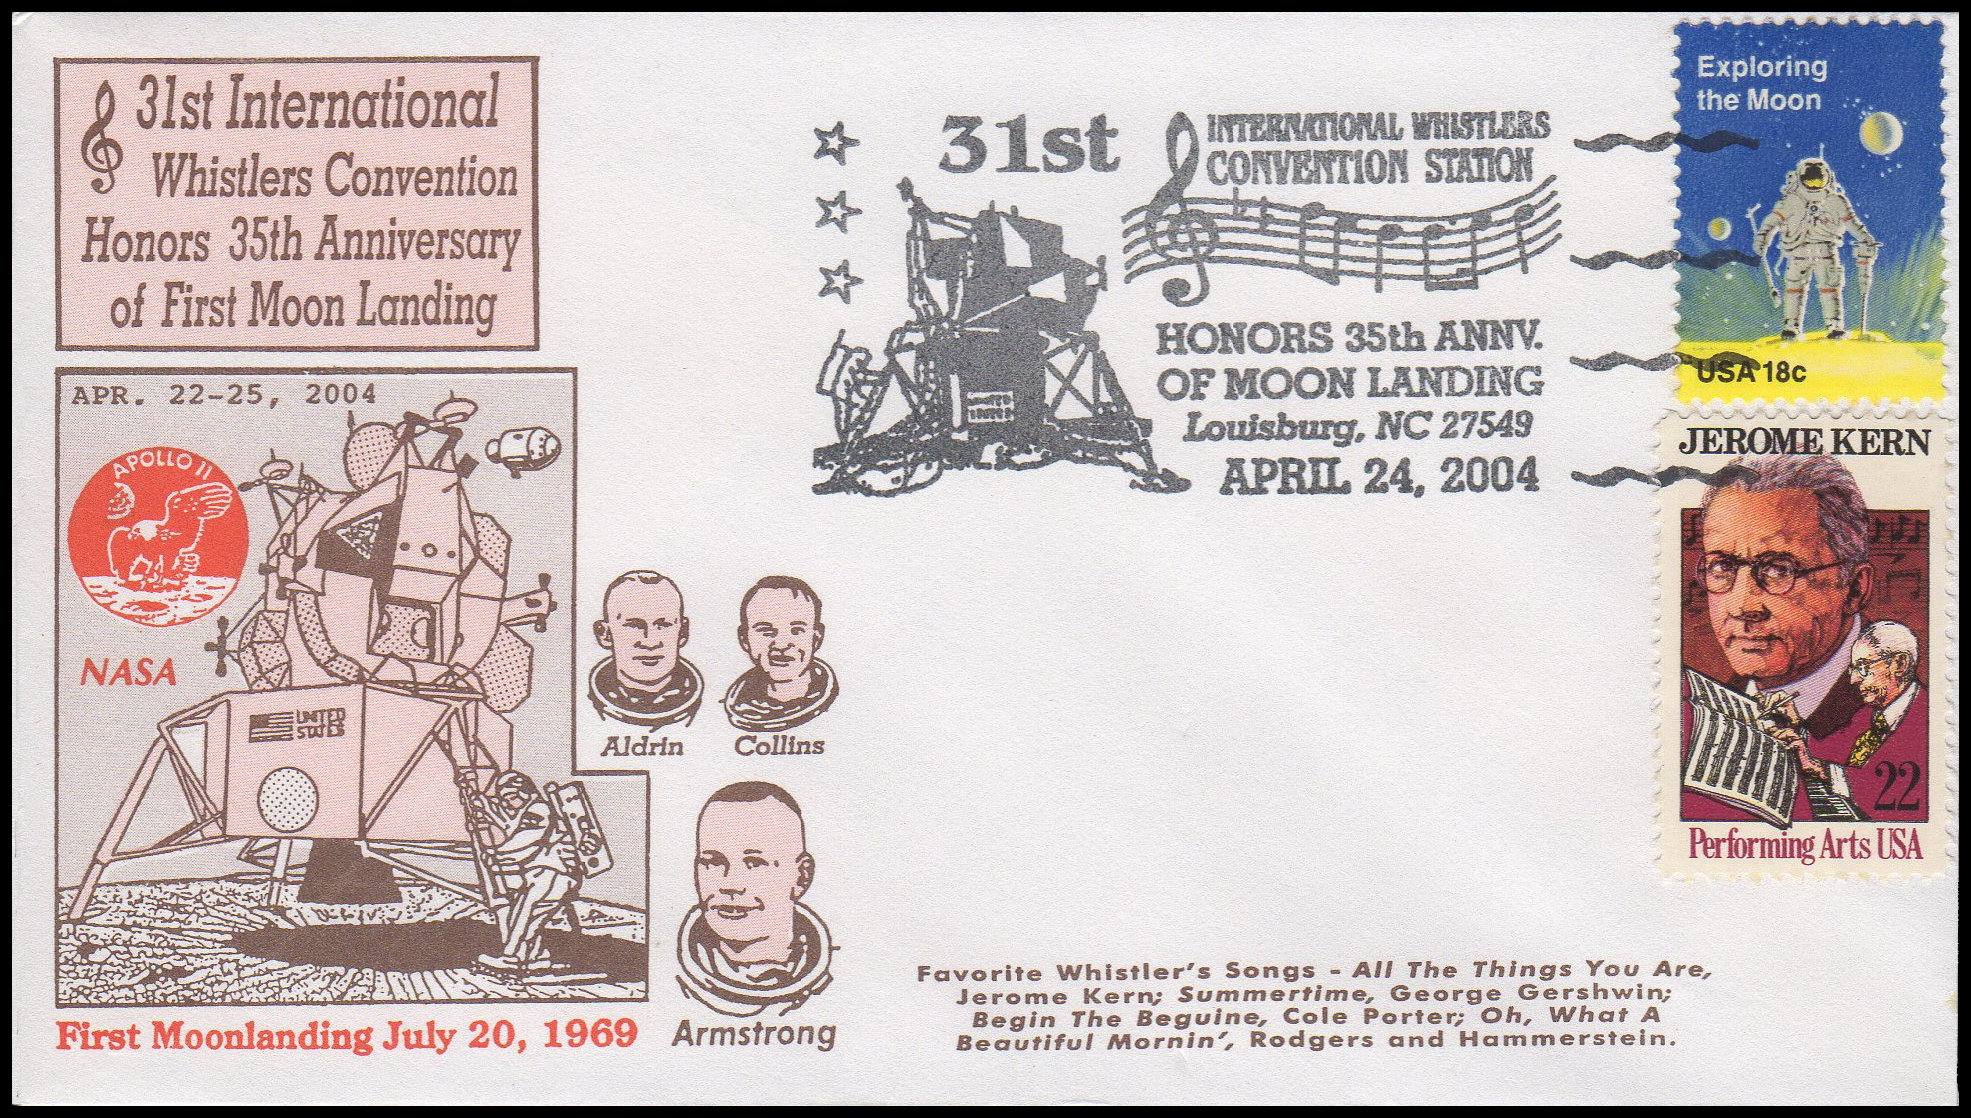 31st International
Whistlers Convention
Honors 35th Anniversary
of First Moon Landing
APR. 22-25, 2004
APOLLO 11
NASA
UNITED
STATES
Aldrin
Collins
Armstrong
First Moonlanding July 20, 1969
31st
INTERNATIONAL WHISTLERS
CONVENTION STATION
HONORS 35th ANNV.
OF MOON LANDING
Louisburg, NC 27549
APRIL 24, 2004
UNITED
STATES
Exploring
the Moon
USA 18c
JEROME KERN
22
Performing Arts USA
Favorite Whistler's Songs - All The Things You Are,
Jerome Kern; Summertime, George Gershwin;
Begin The Beguine, Cole Porter; Oh, What A
Beautiful Mornin', Rodgers and Hammerstein.